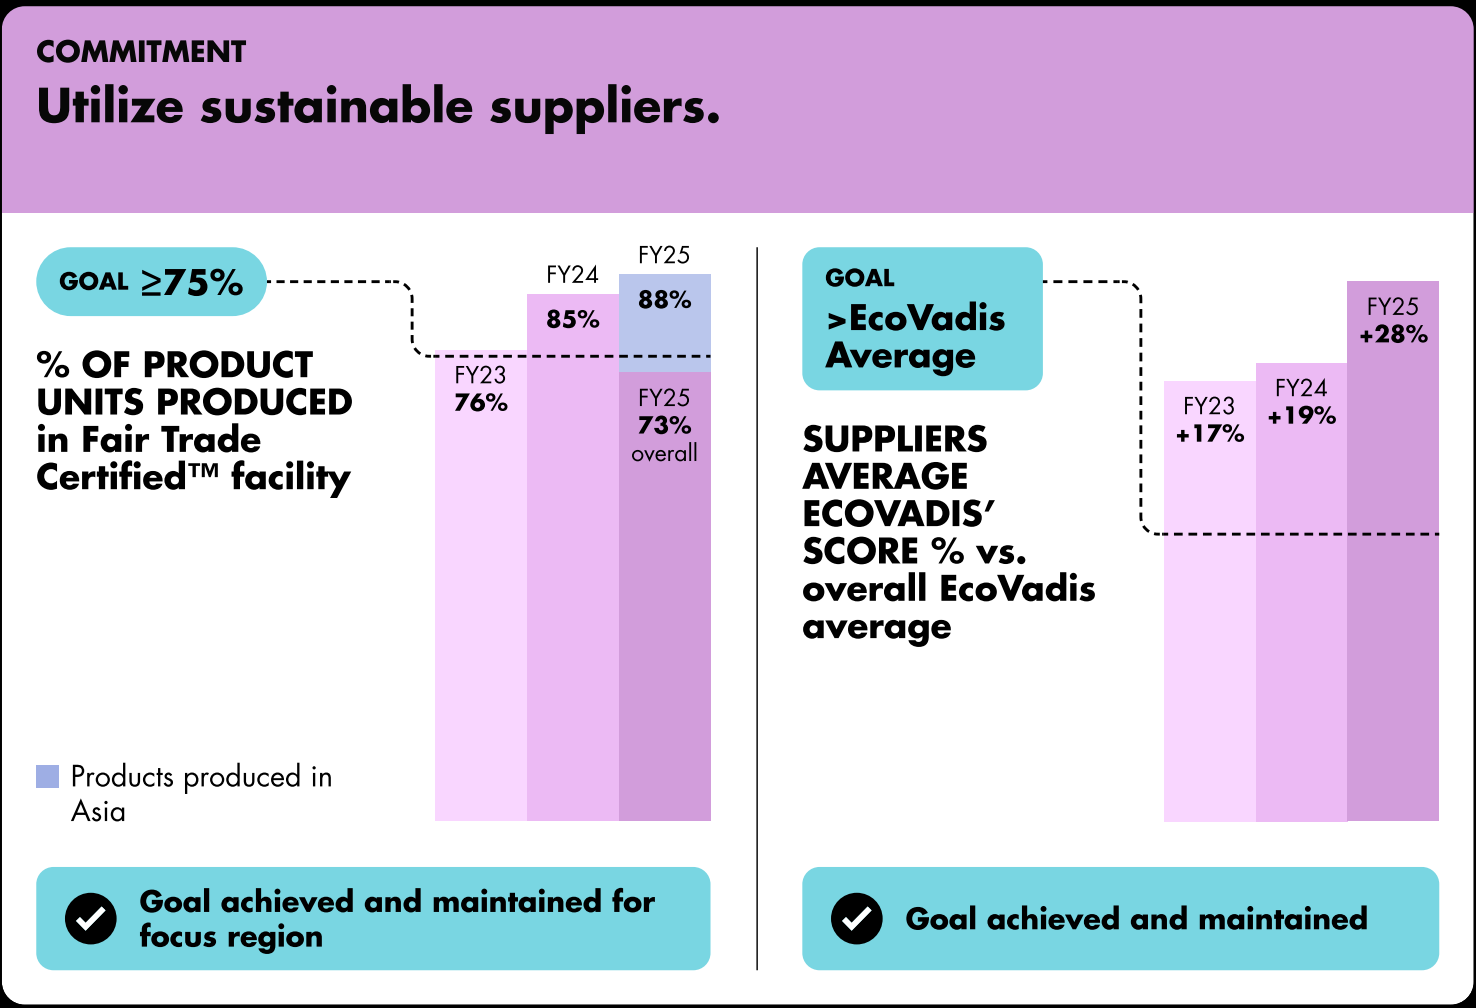 COMMITMENT
Utilize sustainable suppliers.
GOAL ≥75%
% OF PRODUCT
UNITS PRODUCED
in Fair Trade
Certified™ facility
Products produced in
Asia
FY23
76%
FY24
85%
FY25
88%
FY25
73%
overall
Goal achieved and maintained for
focus region
GOAL
>EcoVadis
Average
SUPPLIERS
AVERAGE
ECOVADIS’
SCORE % vs.
overall EcoVadis
average
FY23
+17%
FY24
+19%
FY25
+28%
Goal achieved and maintained